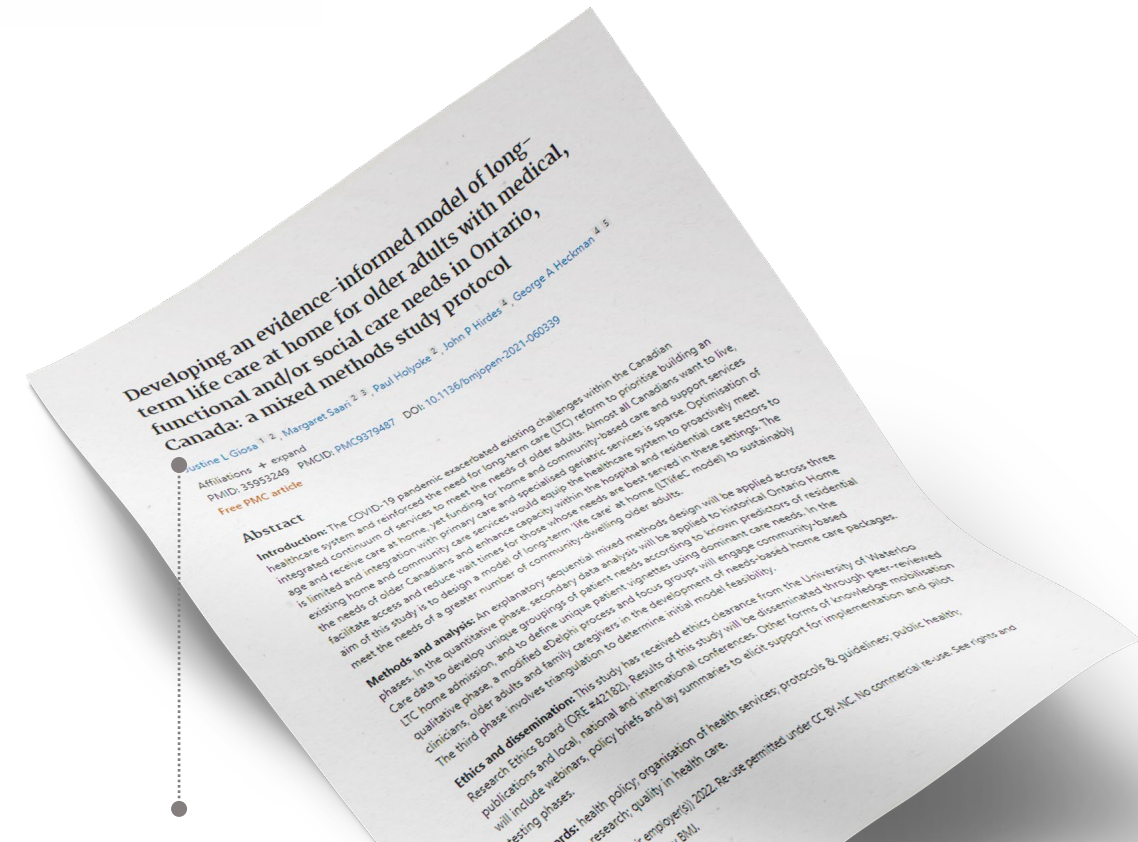 Developing an evidence-informed model of long-
term life care at home for older adults with medical,
functional and/or social care needs in Ontario,
Canada: a mixed methods study protocol
ustine L Giosa 1 2, Margaret Saari 2 3, Paul Holyoke 2, John P Hirdes 4, George A Heckman 4 5
Affiliations + expand
PMID: 35953249 PMCID: PMC9379487 DOI: 10.1136/bmjopen-2021-060339
Free PMC article
Abstract
Introduction: The COVID-19 pandemic exacerbated existing challenges within the Canadian
healthcare system and reinforced the need for long-term care (LTC) reform to prioritise building an
integrated continuum of services to meet the needs of older adults. Almost all Canadians want to live,
age and receive care at home, yet funding for home and community-based care and support services
is limited and integration with primary care and specialised geriatric services is sparse. Optimisation of
existing home and community care services would equip the healthcare system to proactively meet
the needs of older Canadians and enhance capacity within the hospital and residential care sectors to
facilitate access and reduce wait times for those whose needs are best served in these settings. The
aim of this study is to design a model of long-term 'life care' at home (LTlifeC model) to sustainably
meet the needs of a greater number of community-dwelling older adults.
Methods and analysis: An explanatory sequential mixed methods design will be applied across three
phases. In the quantitative phase, secondary data analysis will be applied to historical Ontario Home
Care data to develop unique groupings of patient needs according to known predictors of residential
LTC home admission, and to define unique patient vignettes using dominant care needs. In the
qualitative phase, a modified eDelphi process and focus groups will engage community-based
clinicians, older adults and family caregivers in the development of needs-based home care packages.
The third phase involves triangulation to determine initial model feasibility.
Ethics and dissemination: This study has received ethics clearance from the University of Waterloo
Research Ethics Board (ORE #42182). Results of this study will be disseminated through peer-reviewed
publications and local, national and international conferences. Other forms of knowledge mobilisation
will include webinars, policy briefs and lay summaries to elicit support for implementation and pilot
testing phases.
rds: health policy; organisation of health services; protocols & guidelines; public health;
research; quality in health care.
employer(s)) 2022. Re-use permitted under CC BY-NC. No commercial re-use. See rights and
BMJ.